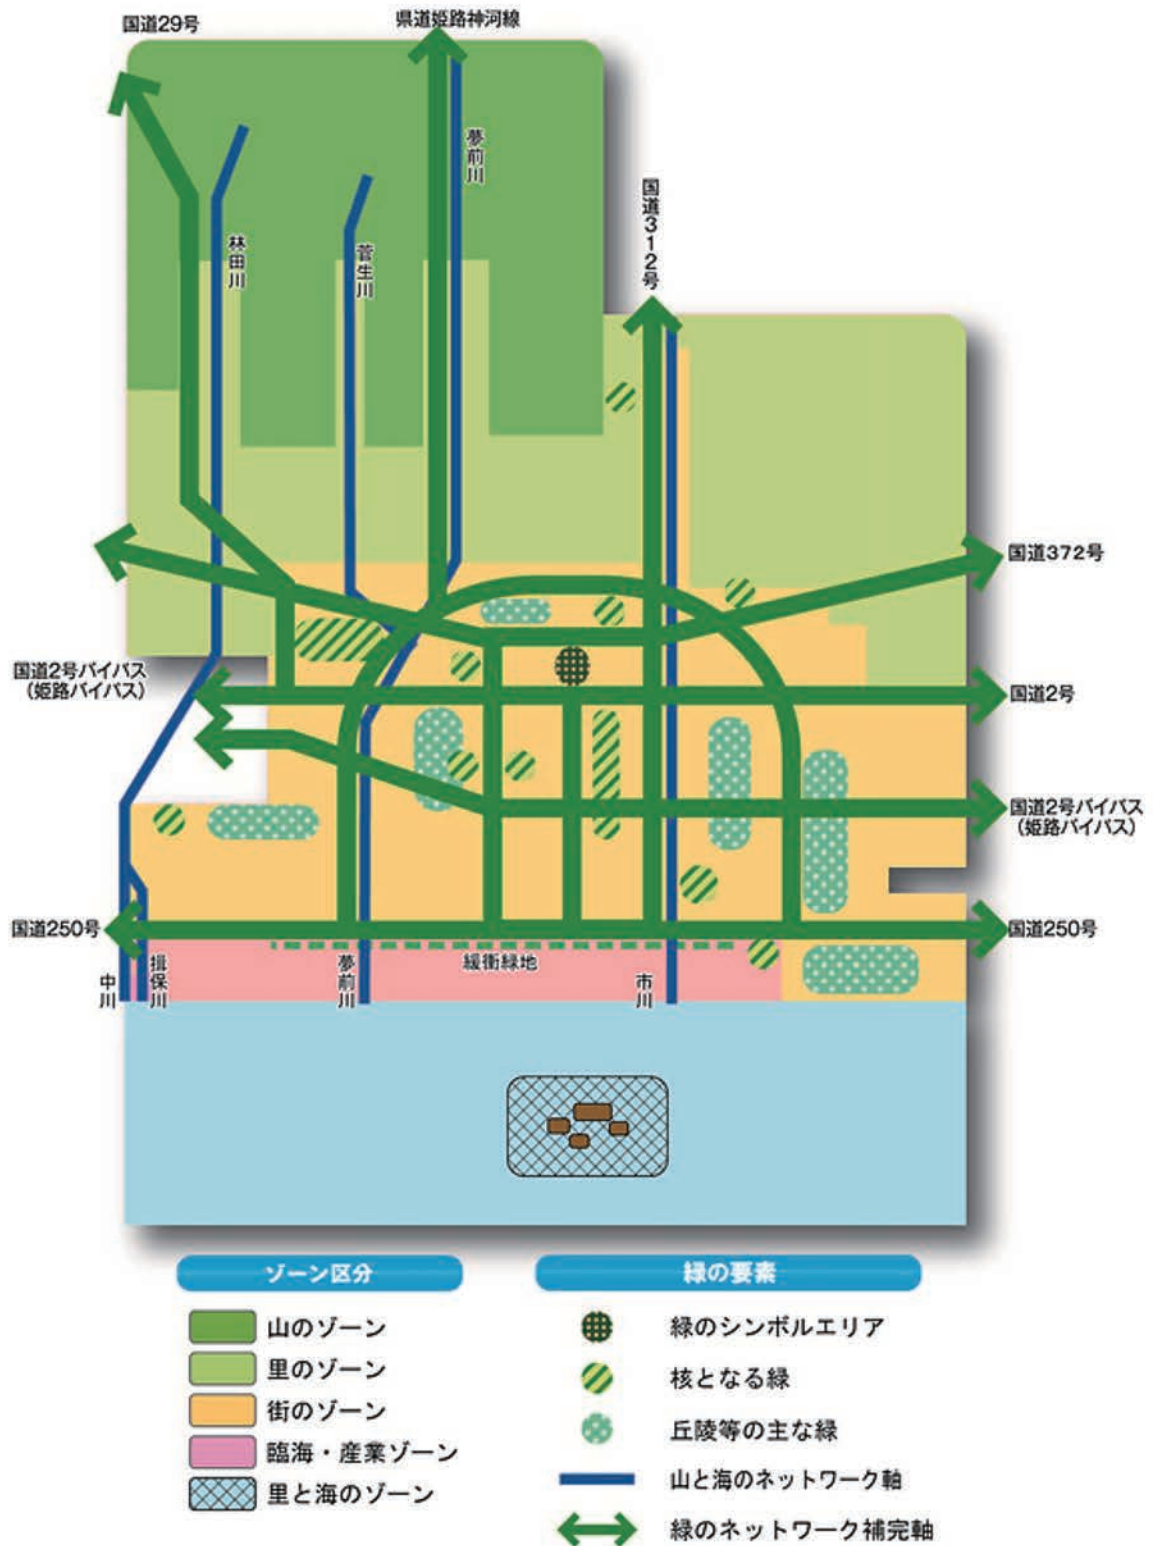 国道29号
県道姫路神河線
夢前川
国道312号
林田川
菅生川
国道372号
国道2号バイパス
(姫路バイパス)
国道2号
国道2号バイパス
(姫路バイパス)
国道250号
国道250号
中川
揖保川
夢前川
緩衝緑地
市川
ゾーン区分
山のゾーン
里のゾーン
街のゾーン
臨海・産業ゾーン
里と海のゾーン
緑の要素
緑のシンボルエリア
核となる緑
丘陵等の主な緑
山と海のネットワーク軸
緑のネットワーク補完軸